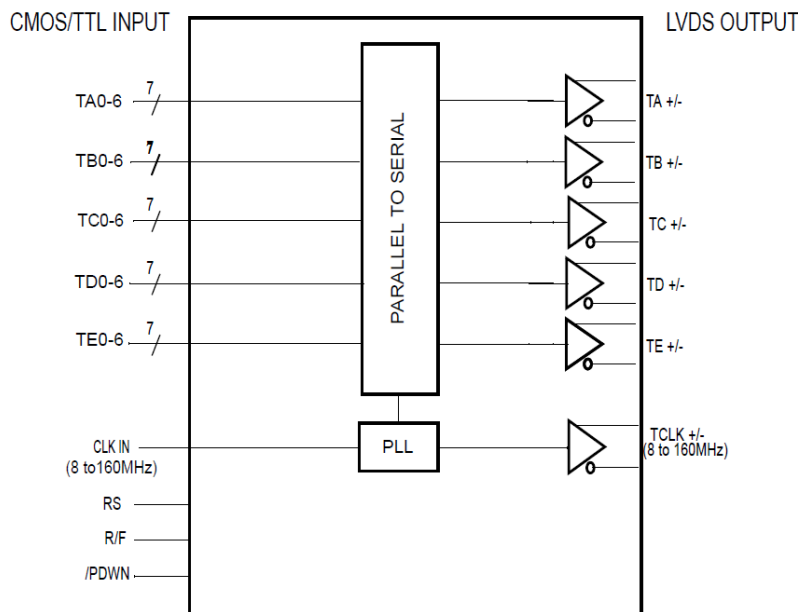 CMOS/TTL INPUT
LVDS OUTPUT
7
TA0-6
TA +/-
7
TB0-6
TB +/-
7
TC0-6
TC +/-
7
TD0-6
TD +/-
7
TE0-6
TE +/-
PARALLEL TO SERIAL
CLK IN
(8 to160MHz)
PLL
TCLK +/-
(8 to 160MHz)
RS
R/F
/PDWN